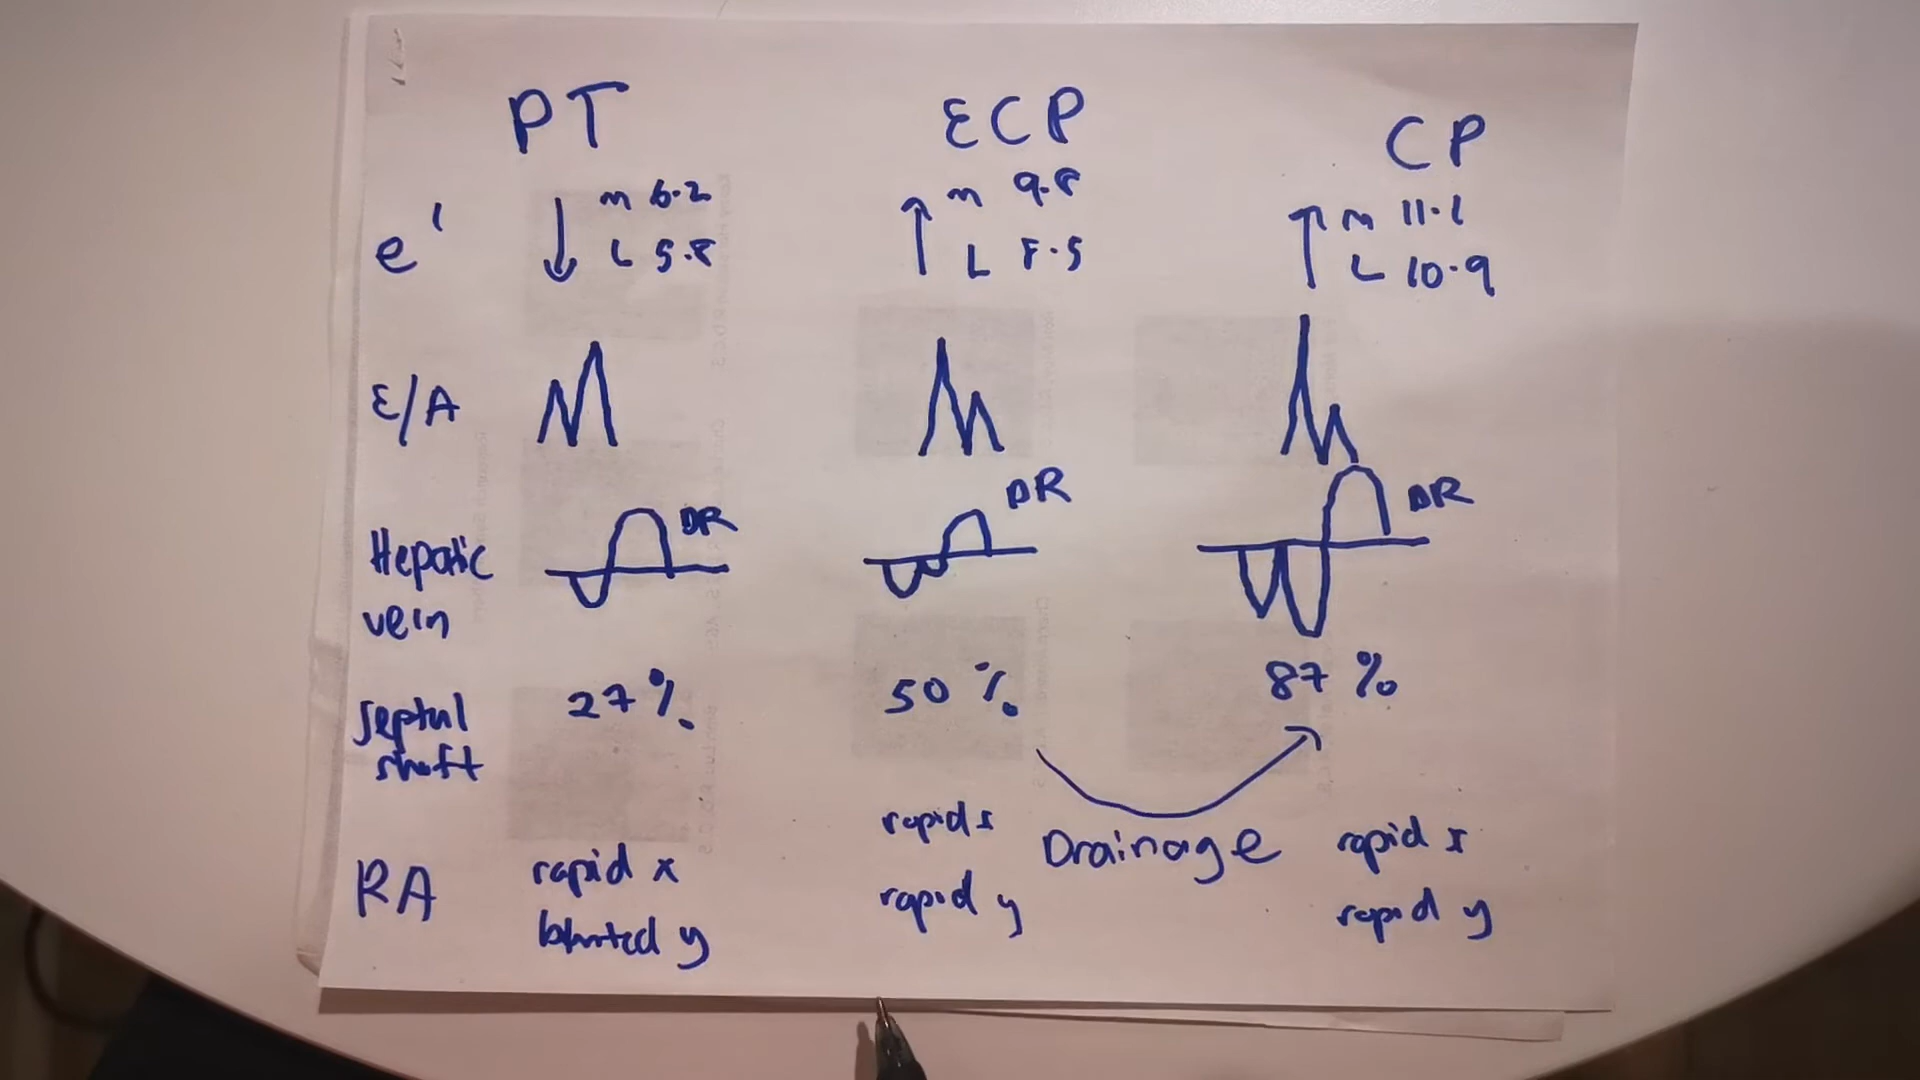 PT ECP CP
e' ↓ m 6.2 ↑ m 9.8 ↑ m 11.1
L 5.8 L 8.5 L 10.9
E/A
Hepatic DR DR DR
vein
Septal 27% 50% 87%
shift
RA rapid x rapid x Drainage rapid x
blunted y rapid y rapid y